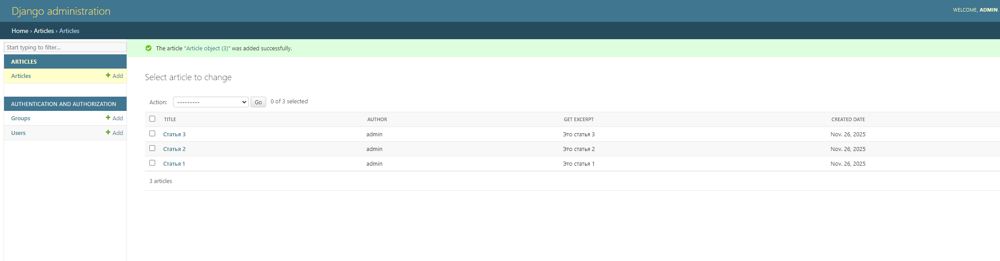 Django administration
WELCOME, ADMIN.
Home › Articles › Articles
Start typing to filter...
The article “Article object (3)” was added successfully.
ARTICLES
Articles + Add
Select article to change
AUTHENTICATION AND AUTHORIZATION
Groups + Add
Users + Add
Action: --------- Go 0 of 3 selected
TITLE AUTHOR GET EXCERPT CREATED DATE
Статья 3 admin Это статья 3 Nov. 26, 2025
Статья 2 admin Это статья 2 Nov. 26, 2025
Статья 1 admin Это статья 1 Nov. 26, 2025
3 articles